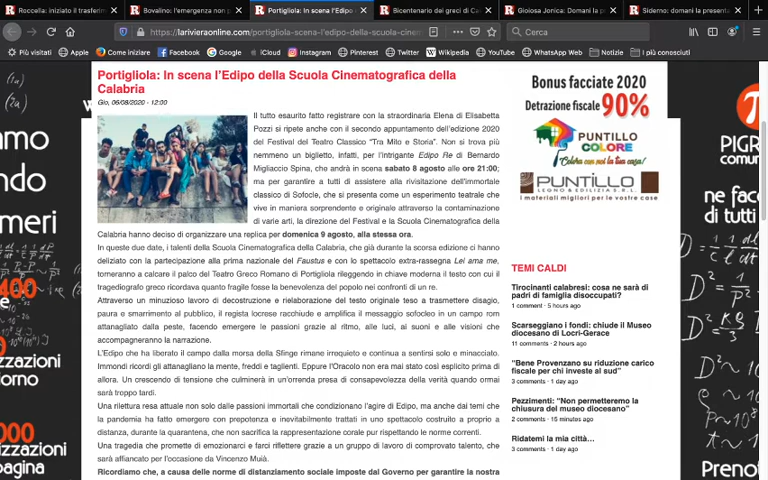 Roccella: iniziato il trasferim
Bovalino: l'emergenza non p
Portigliola: In scena l'Edipo
Bicentenario dei greci di Ca
Gioiosa Jonica: Domani la p
Siderno: domani la presenta
https://larivieraonline.com/portigliola-scena-l'edipo-della-scuola-cinem
Cerca
Più visitati
Apple
Come iniziare
Facebook
Google
iCloud
Instagram
Pinterest
Twitter
Wikipedia
YouTube
WhatsApp Web
Notizie
I più conosciuti
Portigliola: In scena l'Edipo della Scuola Cinematografica della
Calabria
Gio, 06/08/2020 - 12:00
Il tutto esaurito fatto registrare con la straordinaria Elena di Elisabetta
Pozzi si ripete anche con il secondo appuntamento dell'edizione 2020
del Festival del Teatro Classico "Tra Mito e Storia". Non si trova più
nemmeno un biglietto, infatti, per l'intrigante Edipo Re di Bernardo
Migliaccio Spina, che andrà in scena sabato 8 agosto alle ore 21:00;
ma per garantire a tutti di assistere alla rivisitazione dell'immortale
classico di Sofocle, che si presenta come un esperimento teatrale che
vive in maniera sorprendente e originale attraverso la contaminazione
di varie arti, la direzione del Festival e la Scuola Cinematografica della
Calabria hanno deciso di organizzare una replica per domenica 9 agosto, alla stessa ora.
In queste due date, i talenti della Scuola Cinematografica della Calabria, che già durante la scorsa edizione ci hanno
deliziato con la partecipazione alla prima nazionale del Faustus e con lo spettacolo extra-rassegna Lei ama me,
torneranno a calcare il palco del Teatro Greco Romano di Portigliola rileggendo in chiave moderna il testo con cui il
tragediografo greco ricordava quanto fragile fosse la benevolenza del popolo nei confronti di un re.
Attraverso un minuzioso lavoro di decostruzione e rielaborazione del testo originale teso a trasmettere disagio,
paura e smarrimento al pubblico, il regista locrese racchiude e amplifica il messaggio sofocleo in un campo rom
attanagliato dalla peste, facendo emergere le passioni grazie al ritmo, alle luci, ai suoni e alle visioni che
accompagneranno la narrazione.
L'Edipo che ha liberato il campo dalla morsa della Sfinge rimane irrequieto e continua a sentirsi solo e minacciato.
Immondi ricordi gli attanagliano la mente, freddi e taglienti. Eppure l'Oracolo non era mai stato così esplicito prima di
allora. Un crescendo di tensione che culminerà in un'orrenda presa di consapevolezza della verità quando ormai
sarà troppo tardi.
Una rilettura resa attuale non solo dalle passioni immortali che condizionano l'agire di Edipo, ma anche dai temi che
la pandemia ha fatto emergere con prepotenza e inevitabilmente trattati in uno spettacolo costruito a proprio a
distanza, durante la quarantena, che non sacrifica la rappresentazione corale pur rispettando le norme correnti.
Una tragedia che promette di emozionarci e farci riflettere grazie a un gruppo di lavoro di comprovato talento, che
sarà affiancato per l'occasione da Vincenzo Muià.
Ricordiamo che, a causa delle norme di distanziamento sociale imposte dal Governo per garantire la nostra
Bonus facciate 2020
Detrazione fiscale 90%
PUNTILLO
COLORE
Colora con noi la tua casa!
PUNTILLO
LEGNO & EDILIZIA S.R.L.
i materiali migliori per le vostre case
TEMI CALDI
Tirocinanti calabresi: cosa ne sarà di
padri di famiglia disoccupati?
1 comment · 5 hours ago
Scarseggiano i fondi: chiude il Museo
diocesano di Locri-Gerace
11 comments · 2 hours ago
"Bene Provenzano su riduzione carico
fiscale per chi investe al sud"
3 comments · 1 day ago
Pezzimenti: "Non permetteremo la
chiusura del museo diocesano"
2 comments · 15 minutes ago
Ridatemi la mia città…
3 comments · 1 day ago
amo
ndo
meri
400
zzazioni
iorno
000
izzazioni
pagina
PIGR
comu
ne fac
di tutti
Prenot